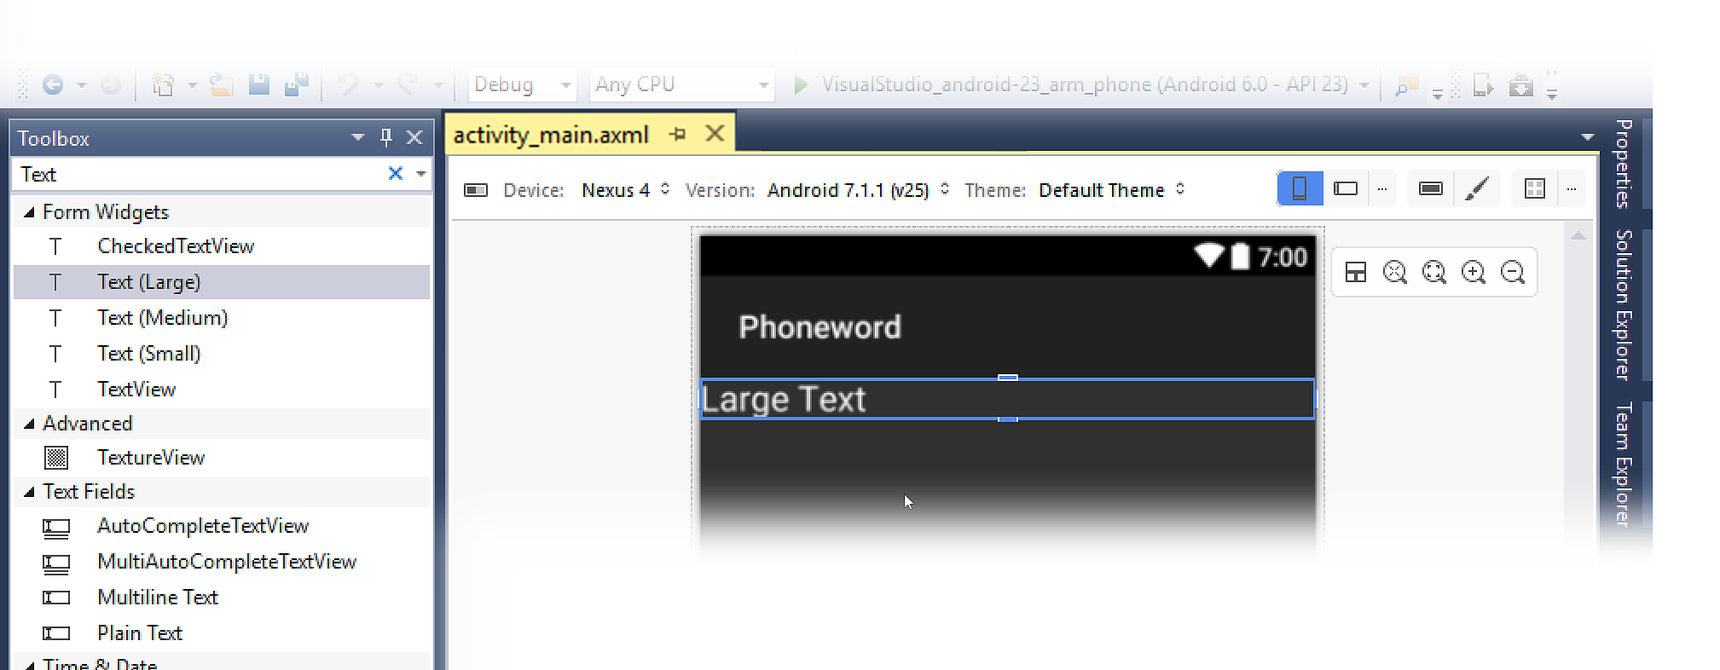 Debug Any CPU VisualStudio_android-23_arm_phone (Android 6.0 - API 23)
Toolbox
Text
Form Widgets
CheckedTextView
Text (Large)
Text (Medium)
Text (Small)
TextView
Advanced
TextureView
Text Fields
AutoCompleteTextView
MultiAutoCompleteTextView
Multiline Text
Plain Text
Time & Date
activity_main.axml
Device: Nexus 4 Version: Android 7.1.1 (v25) Theme: Default Theme
7:00
Phoneword
Large Text
Properties
Solution Explorer
Team Explorer